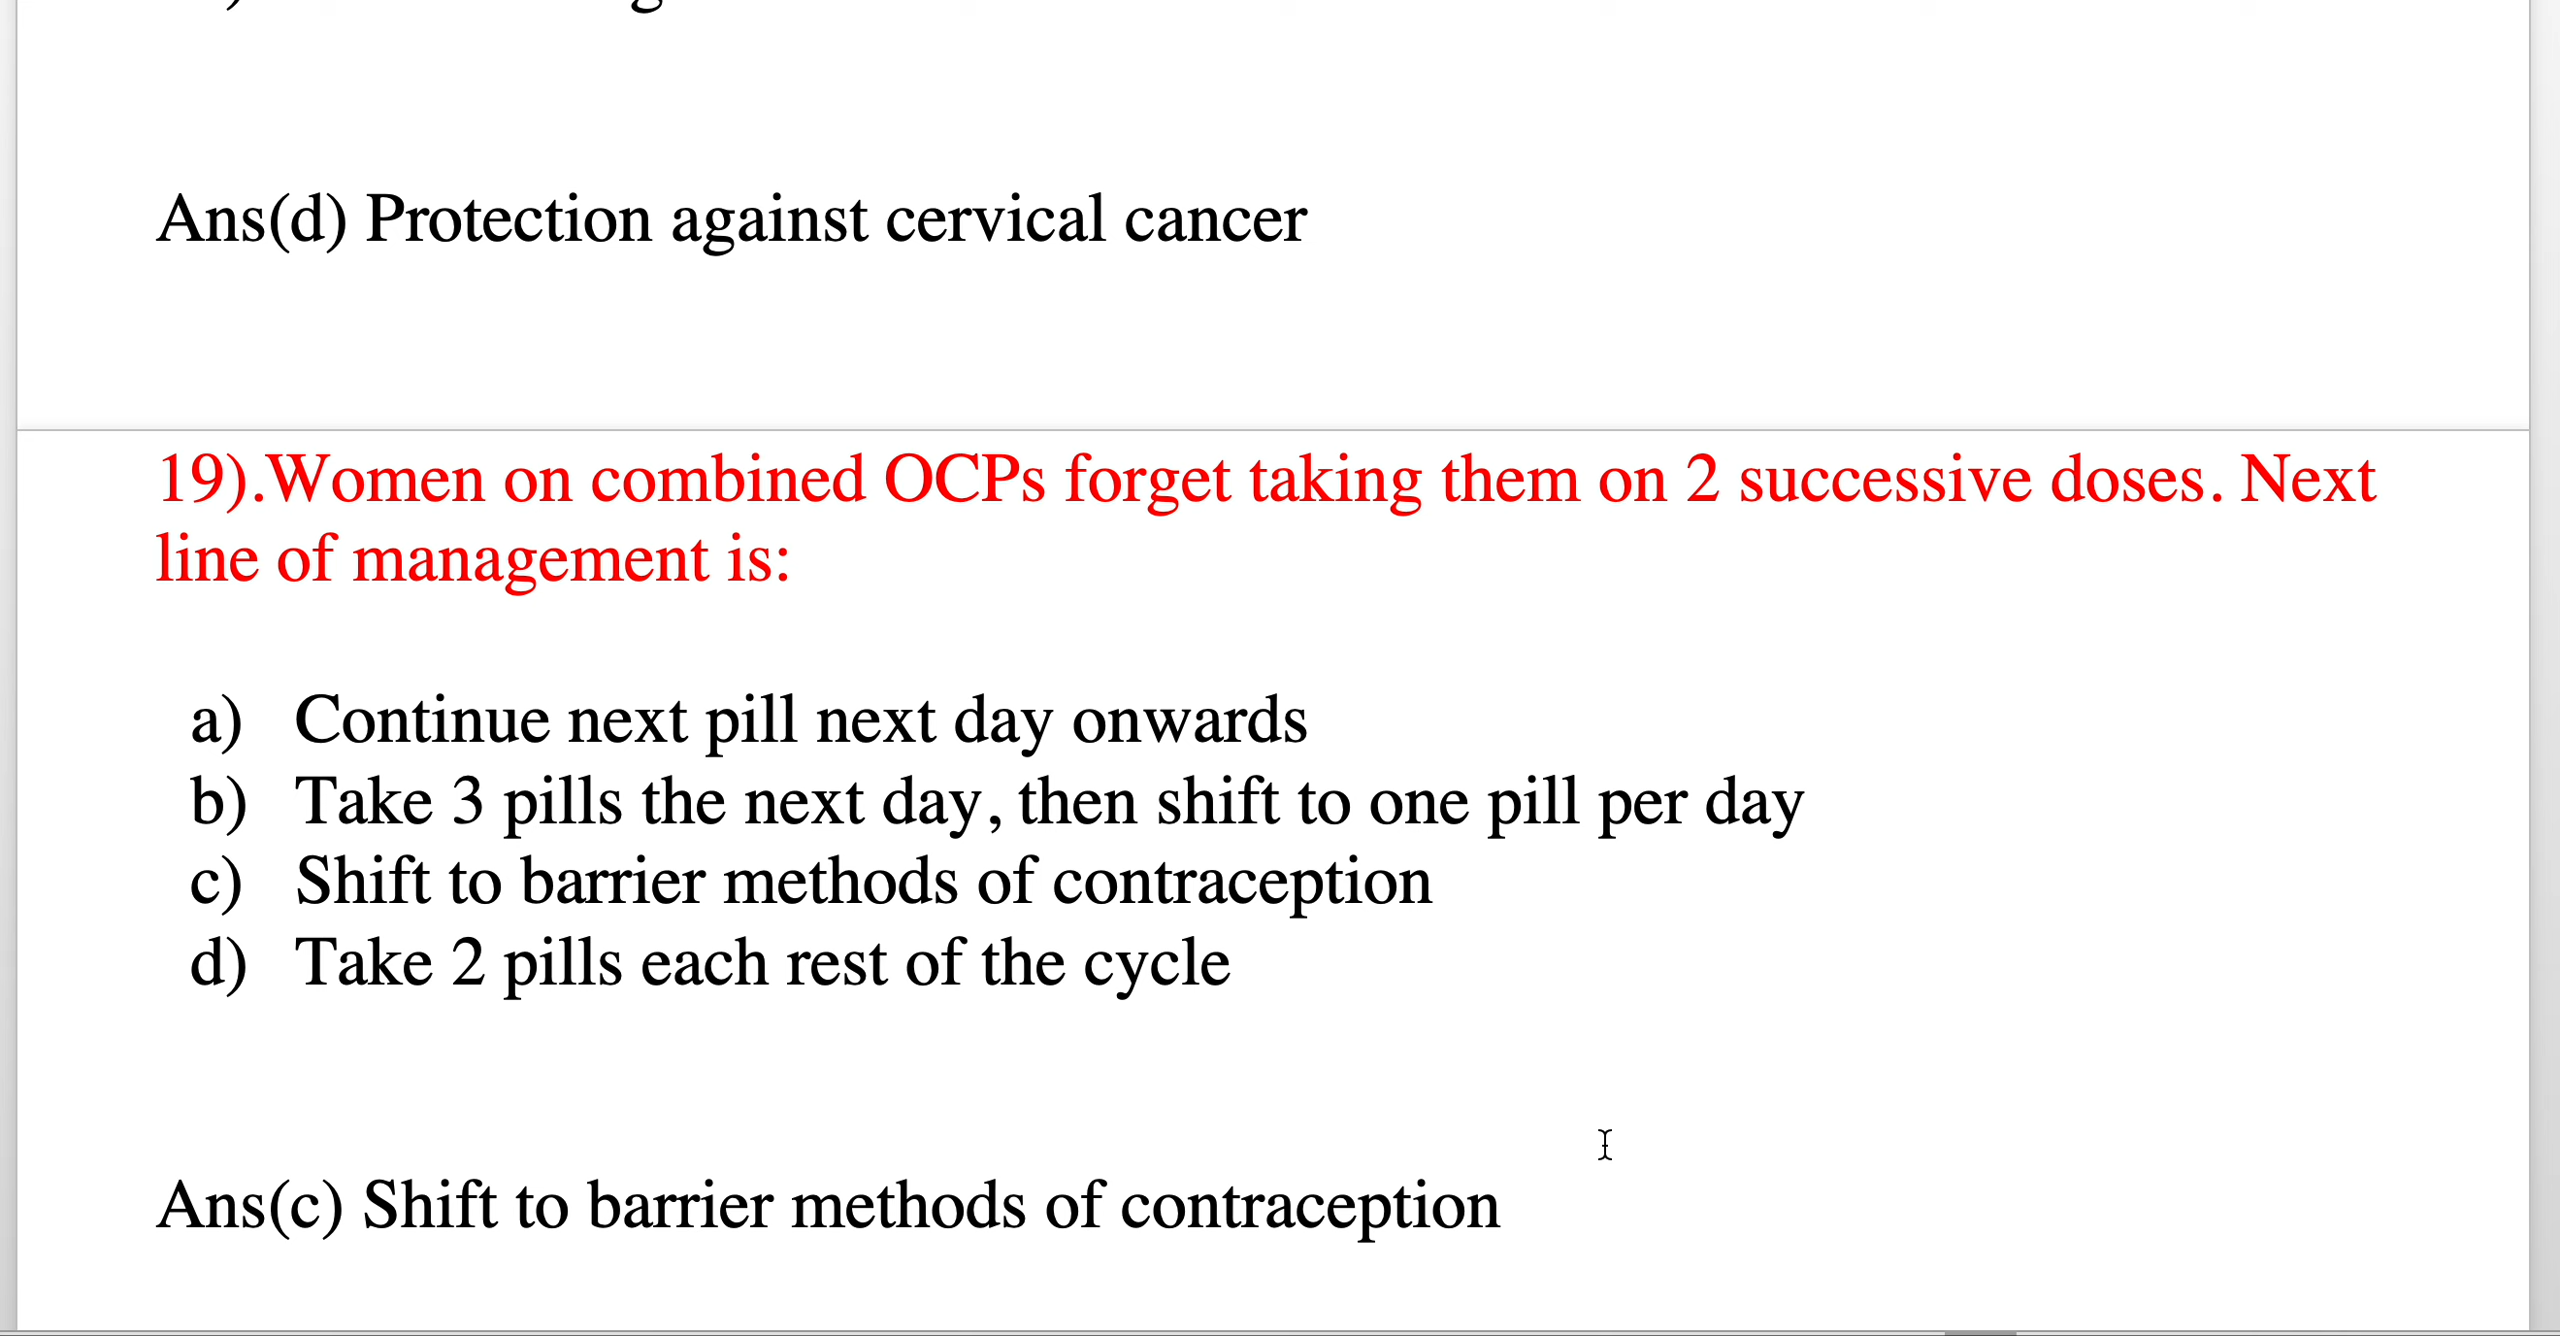 Ans(d) Protection against cervical cancer
19).Women on combined OCPs forget taking them on 2 successive doses. Next
line of management is:
a) Continue next pill next day onwards
b) Take 3 pills the next day, then shift to one pill per day
c) Shift to barrier methods of contraception
d) Take 2 pills each rest of the cycle
Ans(c) Shift to barrier methods of contraception